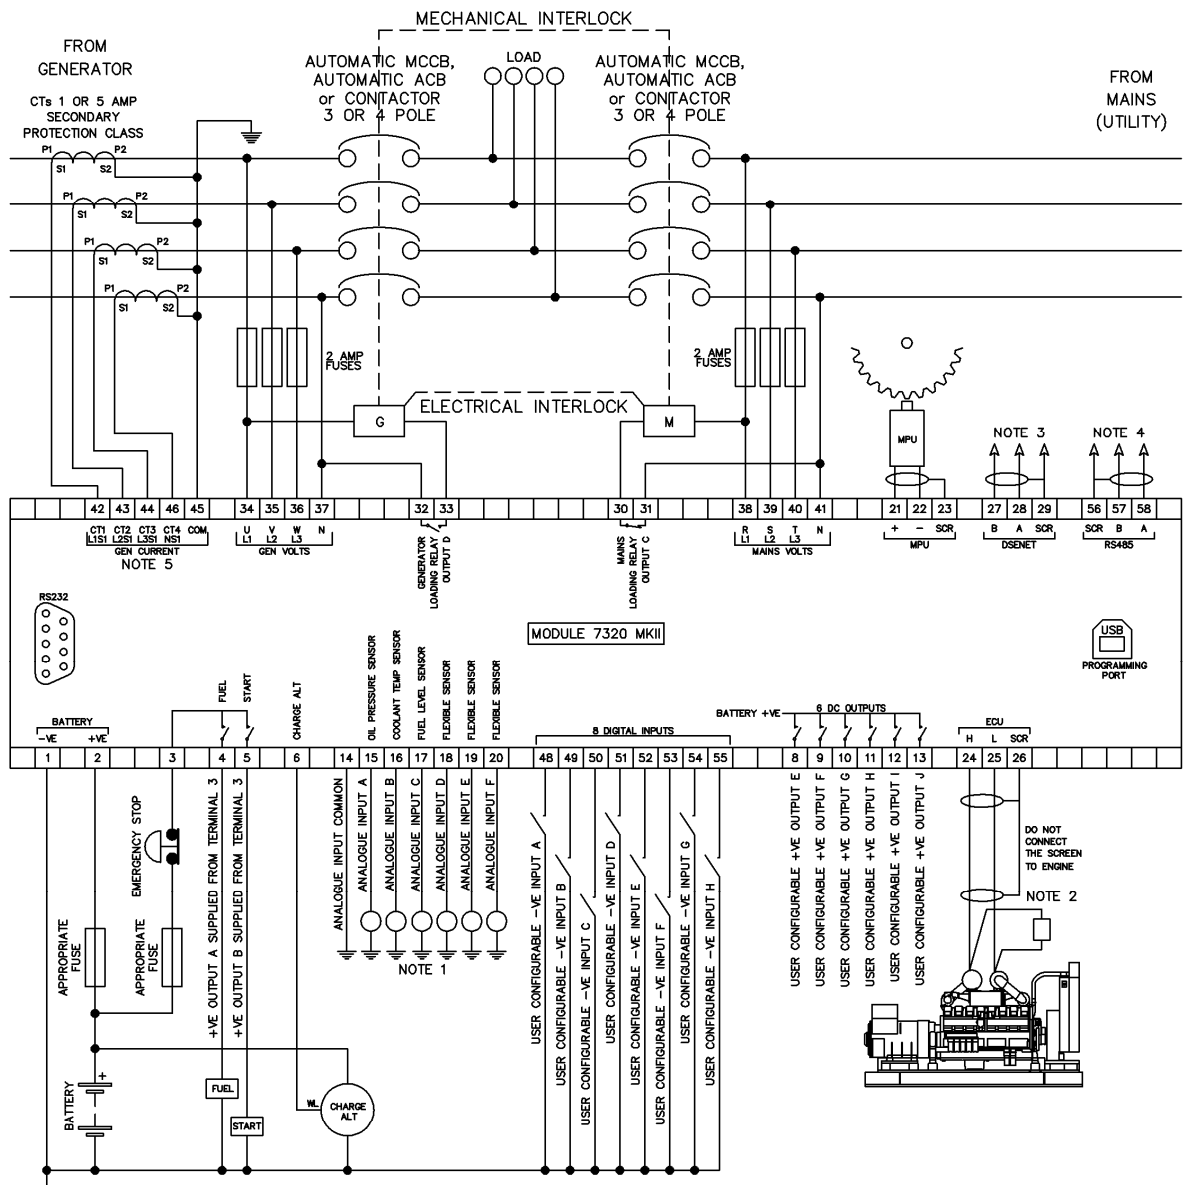 MECHANICAL INTERLOCK
FROM
GENERATOR
CTs 1 OR 5 AMP
SECONDARY
PROTECTION CLASS
AUTOMATIC MCCB,
AUTOMATIC ACB
or CONTACTOR
3 OR 4 POLE
LOAD
AUTOMATIC MCCB,
AUTOMATIC ACB
or CONTACTOR
3 OR 4 POLE
FROM
MAINS
(UTILITY)
P1 P2
S1 S2
P1 P2
S1 S2
P1 P2
S1 S2
P1 P2
S1 S2
2 AMP
FUSES
2 AMP
FUSES
ELECTRICAL INTERLOCK
G
M
MPU
NOTE 3
NOTE 4
42 43 44 46 45 34 35 36 37 32 33 30 31 38 39 40 41 21 22 23 27 28 29 56 57 58
CT1 CT2 CT3 CT4 COM
L1S1 L2S1 L3S1 NS1
GEN CURRENT
NOTE 5
U V W N
L1 L2 L3
GEN VOLTS
GENERATOR
LOADING RELAY
OUTPUT D
MAINS
LOADING RELAY
OUTPUT C
R S T N
L1 L2 L3
MAINS VOLTS
+ − SCR
MPU
B A SCR
DSENET
SCR B A
RS485
RS232
MODULE 7320 MKII
USB
PROGRAMMING
PORT
BATTERY
−VE +VE
FUEL
START
CHARGE ALT
OIL PRESSURE SENSOR
COOLANT TEMP SENSOR
FUEL LEVEL SENSOR
FLEXIBLE SENSOR
FLEXIBLE SENSOR
FLEXIBLE SENSOR
8 DIGITAL INPUTS
BATTERY +VE
6 DC OUTPUTS
ECU
H L SCR
1 2 3 4 5 6 14 15 16 17 18 19 20 48 49 50 51 52 53 54 55 8 9 10 11 12 13 24 25 26
EMERGENCY STOP
APPROPRIATE
FUSE
APPROPRIATE
FUSE
+VE OUTPUT A SUPPLIED FROM TERMINAL 3
+VE OUTPUT B SUPPLIED FROM TERMINAL 3
ANALOGUE INPUT COMMON
ANALOGUE INPUT A
ANALOGUE INPUT B
ANALOGUE INPUT C
ANALOGUE INPUT D
ANALOGUE INPUT E
ANALOGUE INPUT F
NOTE 1
USER CONFIGURABLE −VE INPUT A
USER CONFIGURABLE −VE INPUT B
USER CONFIGURABLE −VE INPUT C
USER CONFIGURABLE −VE INPUT D
USER CONFIGURABLE −VE INPUT E
USER CONFIGURABLE −VE INPUT F
USER CONFIGURABLE −VE INPUT G
USER CONFIGURABLE −VE INPUT H
USER CONFIGURABLE +VE OUTPUT E
USER CONFIGURABLE +VE OUTPUT F
USER CONFIGURABLE +VE OUTPUT G
USER CONFIGURABLE +VE OUTPUT H
USER CONFIGURABLE +VE OUTPUT I
USER CONFIGURABLE +VE OUTPUT J
DO NOT
CONNECT
THE SCREEN
TO ENGINE
NOTE 2
BATTERY
+
FUEL
START
WL
CHARGE
ALT